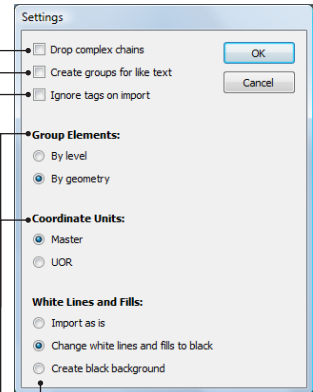 Settings
Drop complex chains
OK
Create groups for like text
Cancel
Ignore tags on import
Group Elements:
By level
By geometry
Coordinate Units:
Master
UOR
White Lines and Fills:
Import as is
Change white lines and fills to black
Create black background